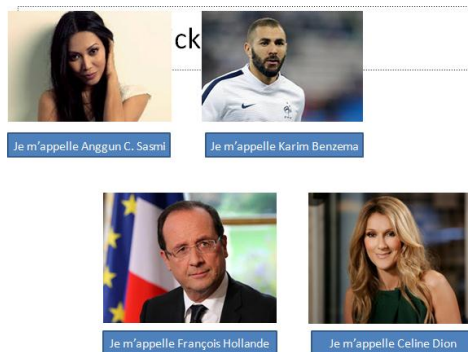 ck
Je m'appelle Anggun C. Sasmi
Je m'appelle Karim Benzema
Je m'appelle François Hollande
Je m'appelle Celine Dion